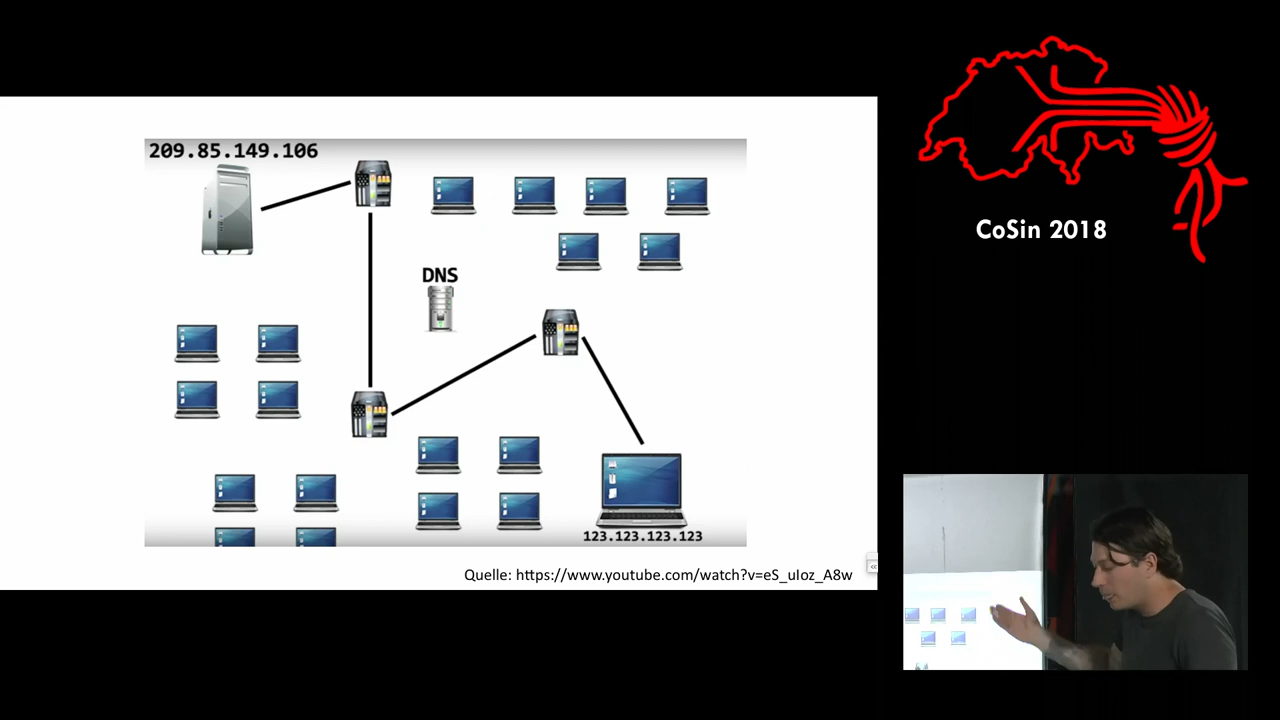 209.85.149.106
DNS
123.123.123.123
Quelle: https://www.youtube.com/watch?v=eS_uIoz_A8w
CoSin 2018